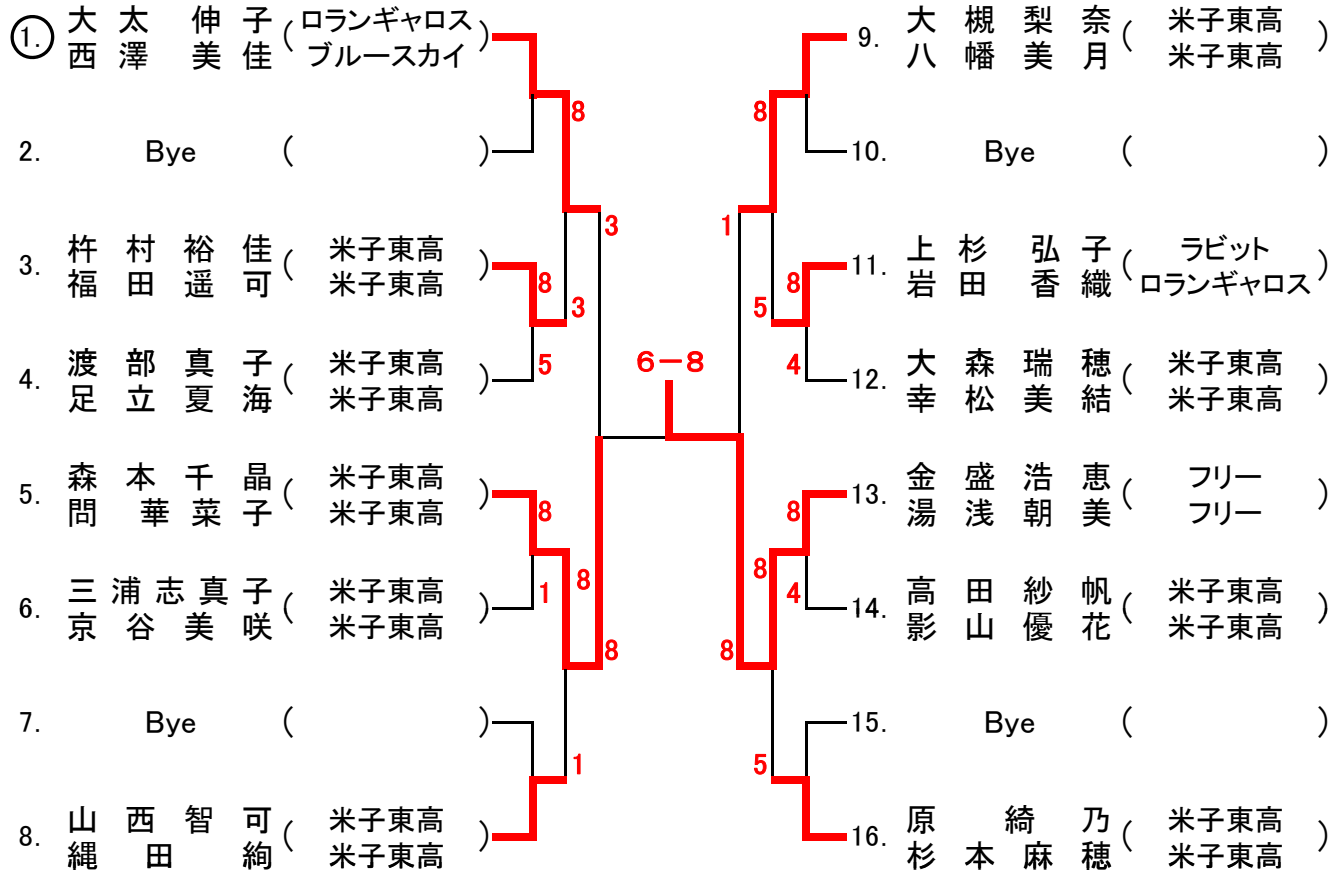 1. 大太 伸子 (ロランギャロス)
西澤 美佳 ブルースカイ
2. Bye ( )
3. 杵村裕佳 (米子東高)
福田遥可 米子東高
4. 渡部真子 (米子東高)
足立夏海 米子東高
5. 森本千晶 (米子東高)
問 華菜子 米子東高
6. 三浦志真子 (米子東高)
京谷美咲 米子東高
7. Bye ( )
8. 山西智可 (米子東高)
縄田 絢 米子東高
8
3
8
3
5
8
1
8
8
1
6-8
8
1
8
5
4
8
8
4
8
5
9. 大槻梨奈 (米子東高)
八幡美月 米子東高
10. Bye ( )
11. 上杉 弘子 (ラビット)
岩田 香織 ロランギャロス
12. 大森瑞穂 (米子東高)
幸松美結 米子東高
13. 金盛浩恵 (フリー)
湯浅朝美 フリー
14. 高田紗帆 (米子東高)
影山優花 米子東高
15. Bye ( )
16. 原 綺乃 (米子東高)
杉本麻穂 米子東高